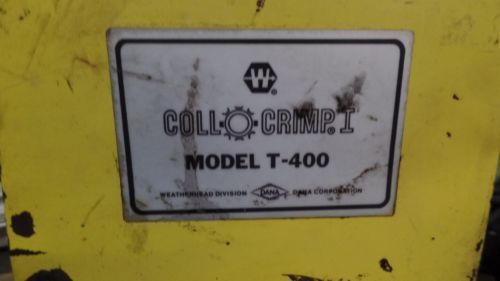 W ®
COLL-O-CRIMP® I
MODEL T-400
WEATHERHEAD DIVISION DANA DANA CORPORATION